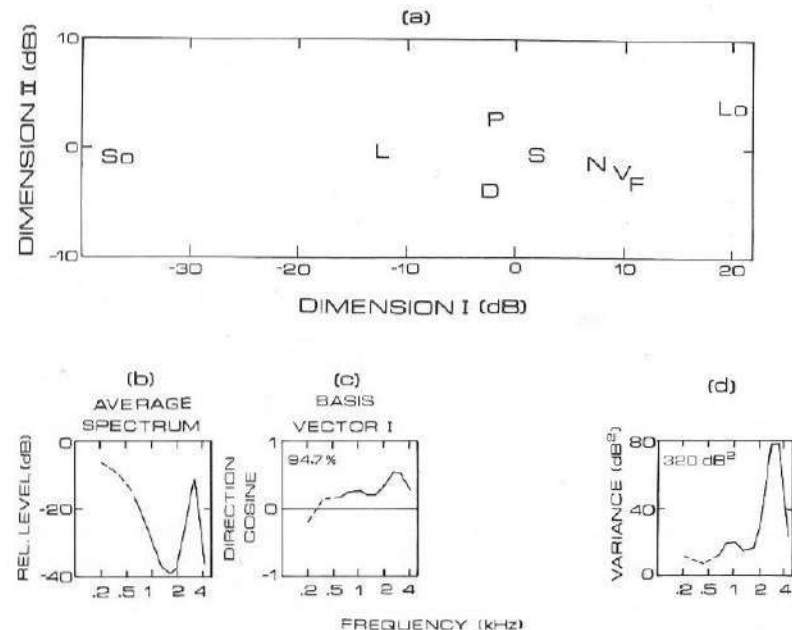 (a)
10
0
-10
DIMENSION II (dB)
So L P D S N V F Lo
-30 -20 -10 0 10 20
DIMENSION I (dB)
(b)
AVERAGE
SPECTRUM
REL. LEVEL (dB)
0
-20
-40
.2 .5 1 2 4
(c)
BASIS
VECTOR I
DIRECTION
COSINE
1
0
-1
94.7%
.2 .5 1 2 4
(d)
VARIANCE (dB²)
80
40
0
320 dB²
.2 .5 1 2 4
FREQUENCY (kHz)